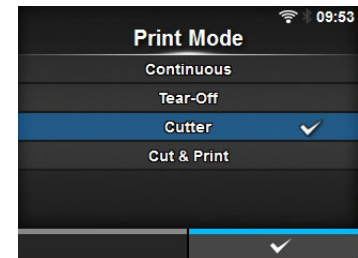 09:53
Print Mode
Continuous
Tear-Off
Cutter
Cut & Print